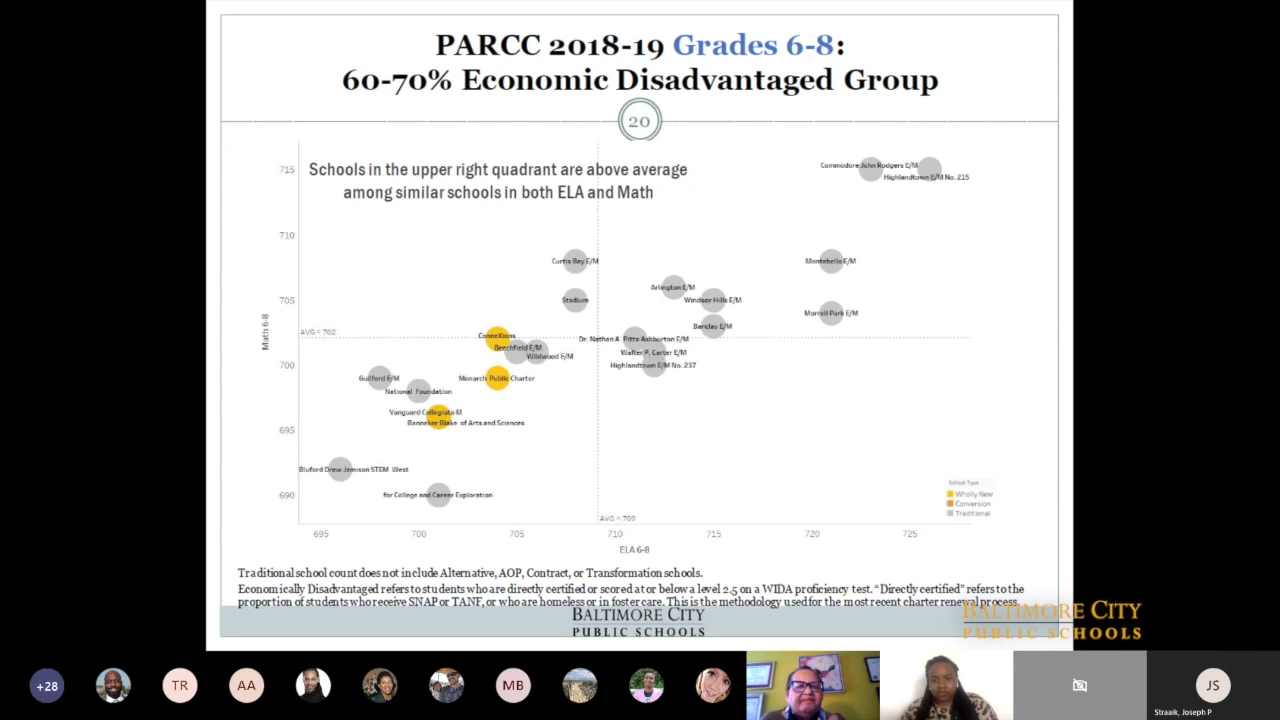 PARCC 2018-19 Grades 6-8:
60-70% Economic Disadvantaged Group
20
Schools in the upper right quadrant are above average
among similar schools in both ELA and Math
715
710
705
700
695
690
Math 6-8
AVG = 702
Commodore John Rodgers E/M
Highlandtown E/M No. 215
Curtis Bay E/M
Montebello E/M
Arlington E/M
Stadium
Windsor Hills E/M
Morrell Park E/M
Barclay E/M
ConneXions
Dr. Nathan A. Pitts Ashburton E/M
Beechfield E/M
Wildwood E/M
Walter P. Carter E/M
Highlandtown E/M No. 237
Guilford E/M
Monarch Public Charter
National Foundation
Vanguard Collegiate M
Banneker Blake of Arts and Sciences
Bluford Drew Jemison STEM West
for College and Career Exploration
School Type
Wholly New
Conversion
Traditional
AVG = 709
695
700
705
710
715
720
725
ELA 6-8
Traditional school count does not include Alternative, AOP, Contract, or Transformation schools.
Economically Disadvantaged refers to students who are directly certified or scored at or below a level 2.5 on a WIDA proficiency test. "Directly certified" refers to the
proportion of students who receive SNAP or TANF, or who are homeless or in foster care. This is the methodology used for the most recent charter renewal process.
BALTIMORE CITY
PUBLIC SCHOOLS
BALTIMORE CITY
PUBLIC SCHOOLS
+28
TR
AA
MB
JS
Straaik, Joseph P